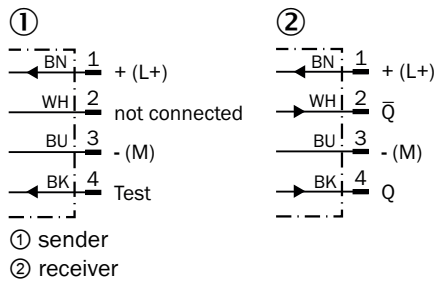 ① ②
BN 1 + (L+) BN 1 + (L+)
WH 2 not connected WH 2 Q̅
BU 3 - (M) BU 3 - (M)
BK 4 Test BK 4 Q
① sender
② receiver